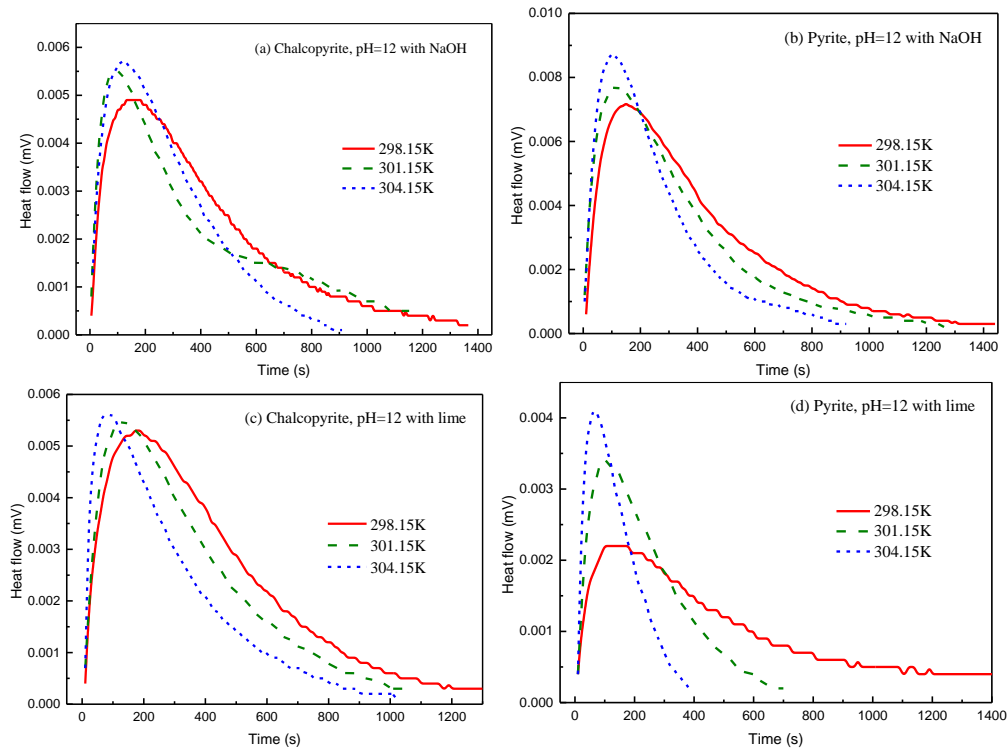 (a) Chalcopyrite, pH=12 with NaOH
Heat flow (mV)
0.006
0.005
0.004
0.003
0.002
0.001
0.000
298.15K
301.15K
304.15K
0 200 400 600 800 1000 1200 1400
Time (s)
(b) Pyrite, pH=12 with NaOH
Heat flow (mV)
0.010
0.008
0.006
0.004
0.002
0.000
298.15K
301.15K
304.15K
0 200 400 600 800 1000 1200 1400
Time (s)
(c) Chalcopyrite, pH=12 with lime
Heat flow (mV)
0.006
0.005
0.004
0.003
0.002
0.001
0.000
298.15K
301.15K
304.15K
0 200 400 600 800 1000 1200
Time (s)
(d) Pyrite, pH=12 with lime
Heat flow (mV)
0.004
0.003
0.002
0.001
0.000
298.15K
301.15K
304.15K
0 200 400 600 800 1000 1200 1400
Time (s)